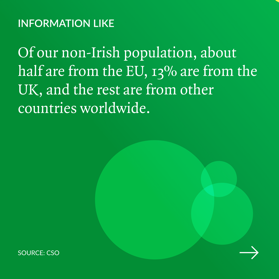 INFORMATION LIKE
Of our non-Irish population, about
half are from the EU, 13% are from the
UK, and the rest are from other
countries worldwide.
SOURCE: CSO